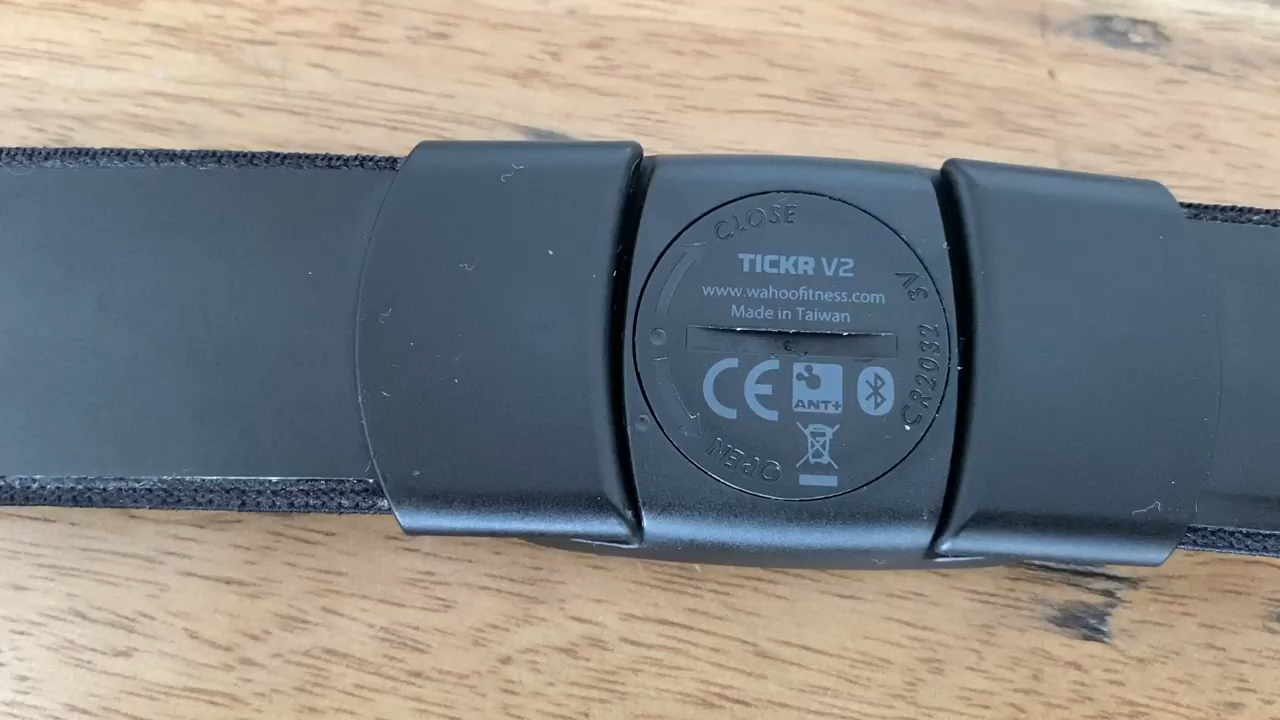 CLOSE
TICKR V2
www.wahoofitness.com
Made in Taiwan
3V
CR2032
CE
ANT+
OPEN